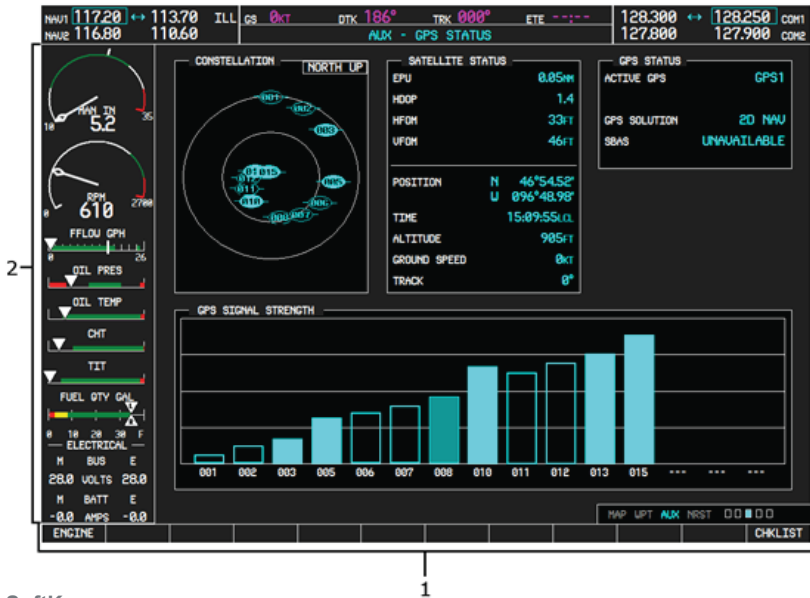 NAV1 117.20 ↔ 113.70 ILL GS 0KT DTK 186° TRK 000° ETE --:-- 128.300 ↔ 128.250 COM1
NAV2 116.80 110.60 AUX - GPS STATUS 127.800 127.900 COM2
MAN IN
5.2
10 35
RPM
610
0 2700
FFLOW GPH
0 26
OIL PRES
OIL TEMP
CHT
TIT
FUEL QTY GAL
L
R
0 10 20 30 F
ELECTRICAL
M BUS E
28.0 VOLTS 28.0
M BATT E
-0.0 AMPS -0.0
CONSTELLATION
NORTH UP
001
002
003
015
005
011
010
006
007
008
SATELLITE STATUS
EPU 0.05NM
HDOP 1.4
HFOM 33FT
VFOM 46FT
POSITION N 46°54.52'
W 096°48.98'
TIME 15:09:55LCL
ALTITUDE 905FT
GROUND SPEED 0KT
TRACK 0°
GPS STATUS
ACTIVE GPS GPS1
GPS SOLUTION 2D NAV
SBAS UNAVAILABLE
GPS SIGNAL STRENGTH
001 002 003 005 006 007 008 010 011 012 013 015 --- --- ---
MAP WPT AUX NRST
ENGINE CHKLIST
2
1